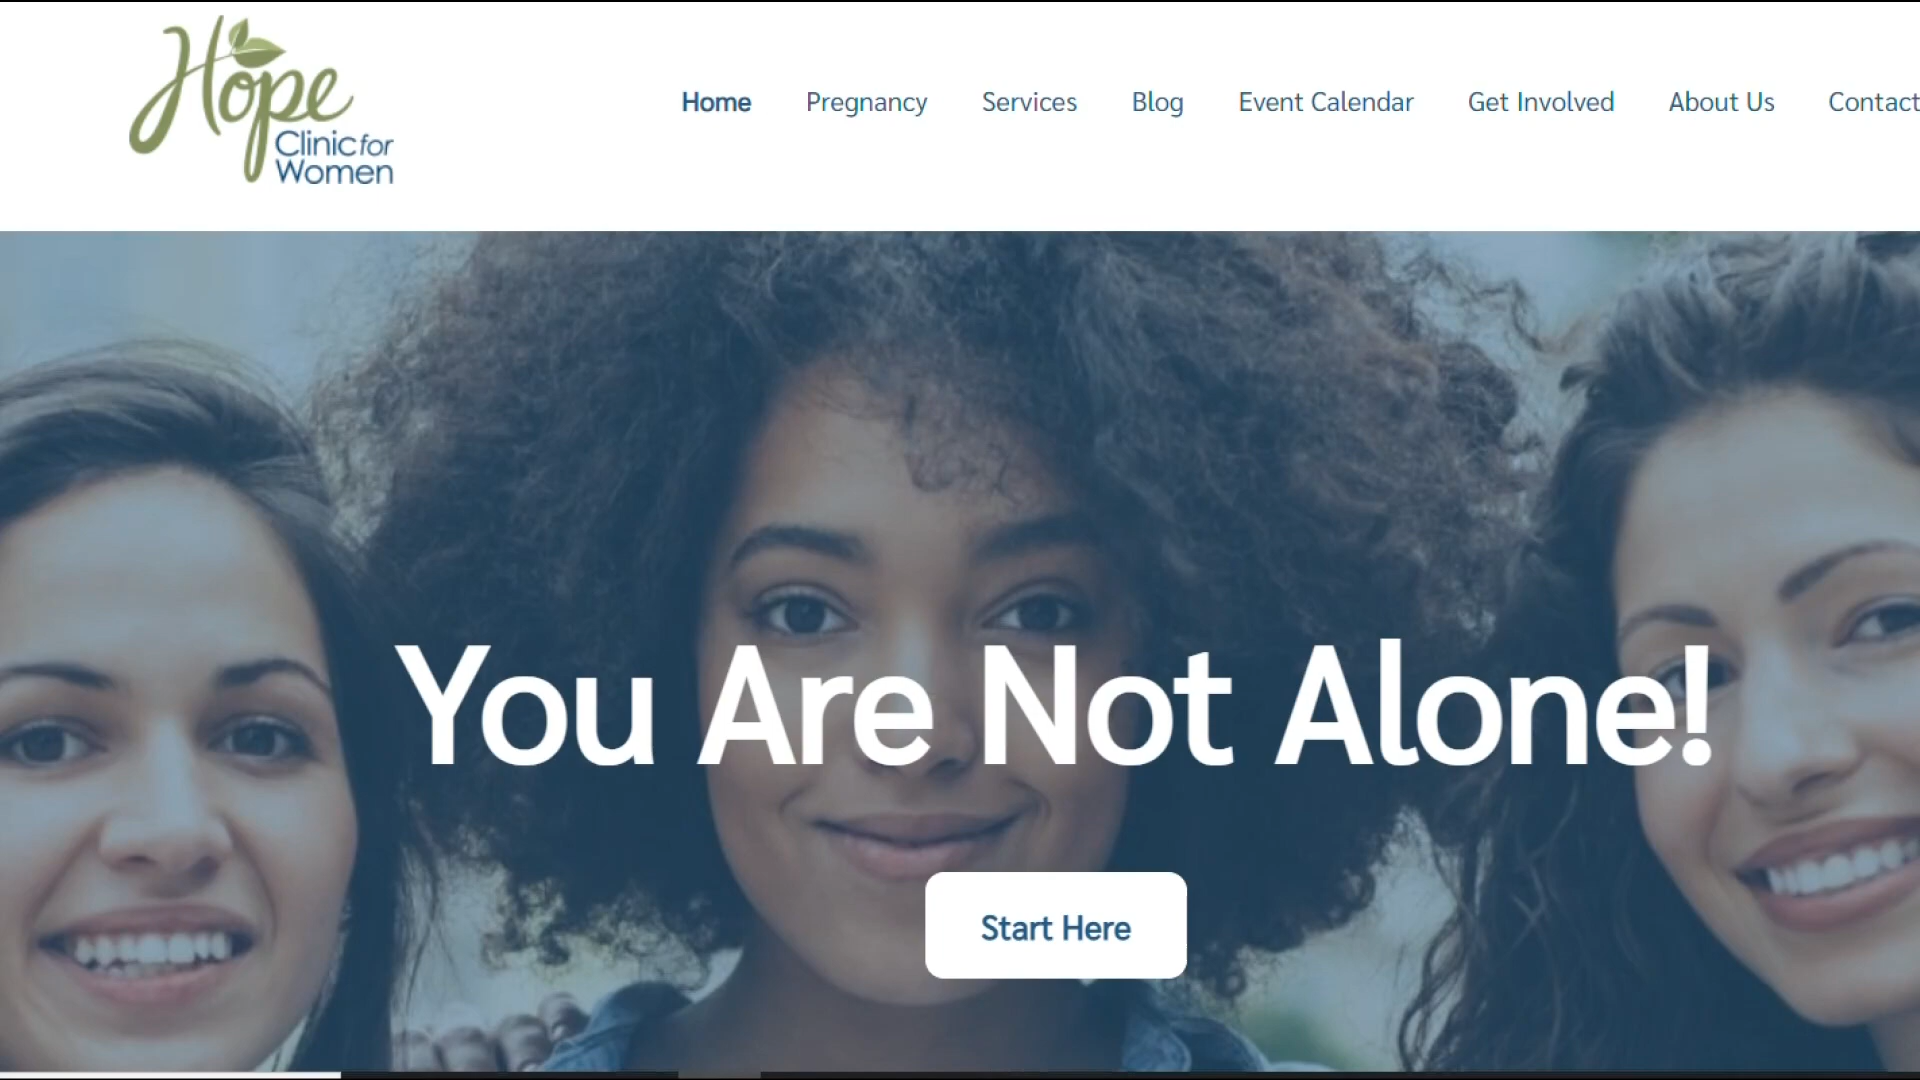 Hope
Clinic for
Women
Home Pregnancy Services Blog Event Calendar Get Involved About Us Contact
You Are Not Alone!
Start Here